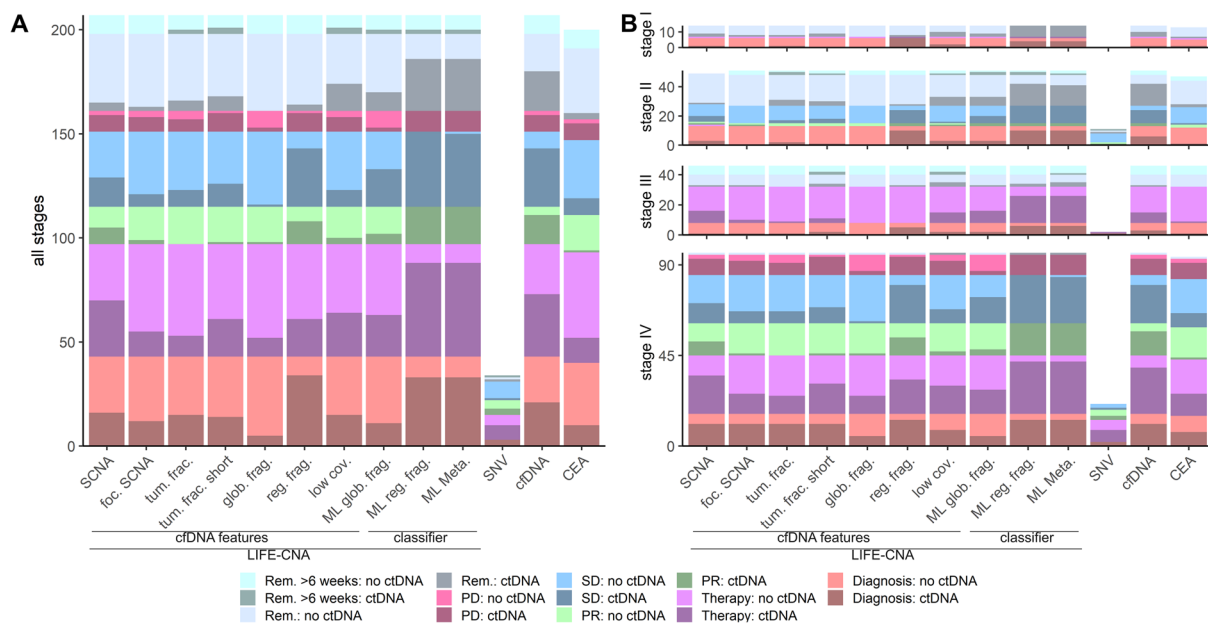 A
B
200
150
100
50
0
all stages
SCNA
foc. SCNA
tum. frac.
tum. frac. short
glob. frag.
reg. frag.
low cov.
ML glob. frag.
ML reg. frag.
ML Meta.
SNV
cfDNA
CEA
cfDNA features
classifier
LIFE-CNA
stage I
10
0
stage II
40
20
0
stage III
40
20
0
stage IV
90
45
0
SCNA
foc. SCNA
tum. frac.
tum. frac. short
glob. frag.
reg. frag.
low cov.
ML glob. frag.
ML reg. frag.
ML Meta.
SNV
cfDNA
CEA
cfDNA features
classifier
LIFE-CNA
Rem. >6 weeks: no ctDNA
Rem. >6 weeks: ctDNA
Rem.: no ctDNA
Rem.: ctDNA
PD: no ctDNA
PD: ctDNA
SD: no ctDNA
SD: ctDNA
PR: no ctDNA
PR: ctDNA
Therapy: no ctDNA
Therapy: ctDNA
Diagnosis: no ctDNA
Diagnosis: ctDNA